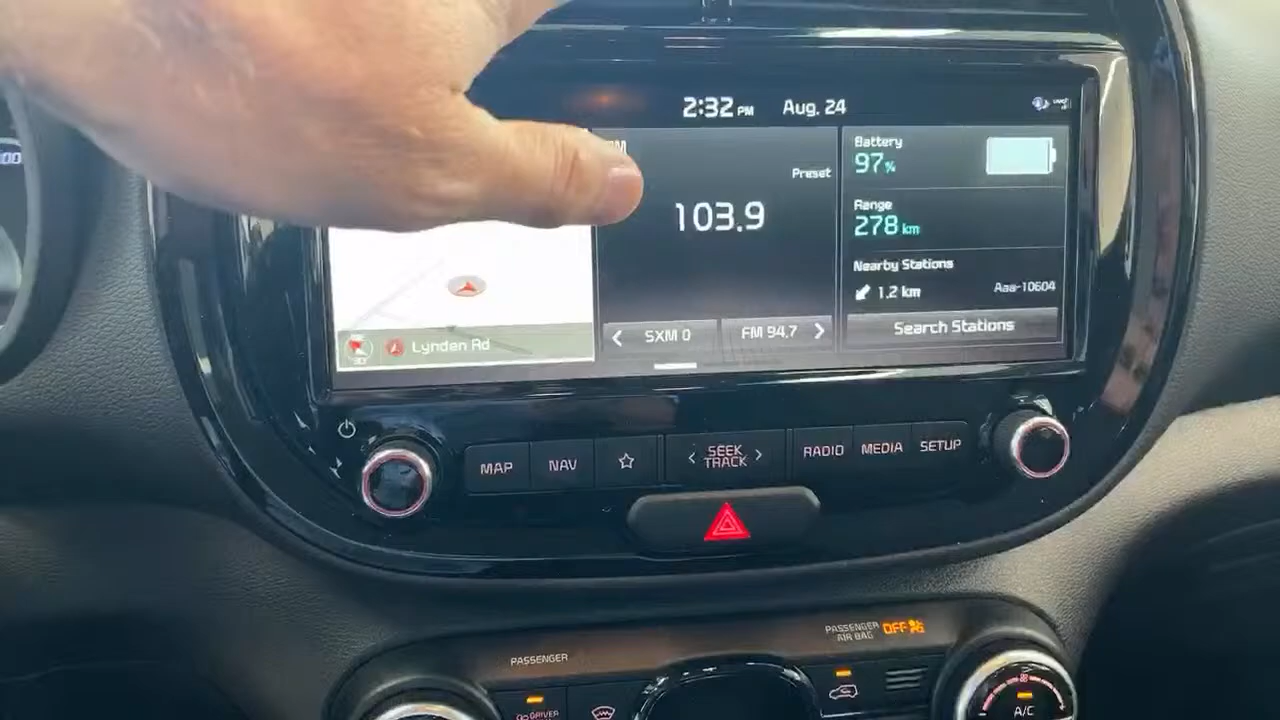 2:32 PM Aug. 24
Preset
103.9
SXM 0
FM 94.7
Lynden Rd
Battery
97%
Range
278 km
Nearby Stations
1.2 km
Aaa-10604
Search Stations
MAP
NAV
SEEK
TRACK
RADIO
MEDIA
SETUP
PASSENGER
AIR BAG
OFF
PASSENGER
DRIVER
A/C